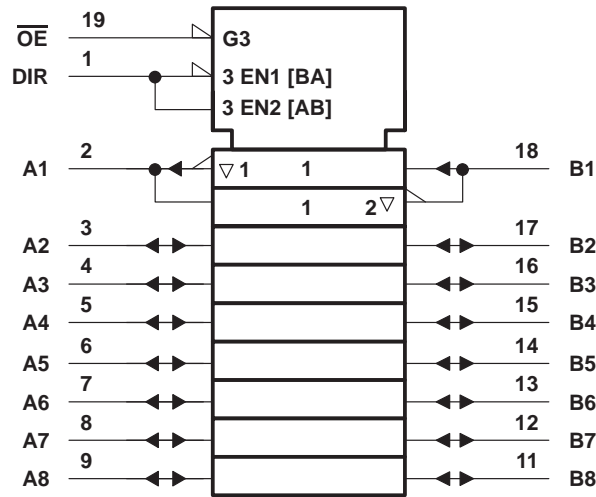 OE 19 G3
DIR 1 3 EN1 [BA]
3 EN2 [AB]
A1 2 ▽ 1 1 18 B1
1 2 ▽
A2 3 17 B2
A3 4 16 B3
A4 5 15 B4
A5 6 14 B5
A6 7 13 B6
A7 8 12 B7
A8 9 11 B8